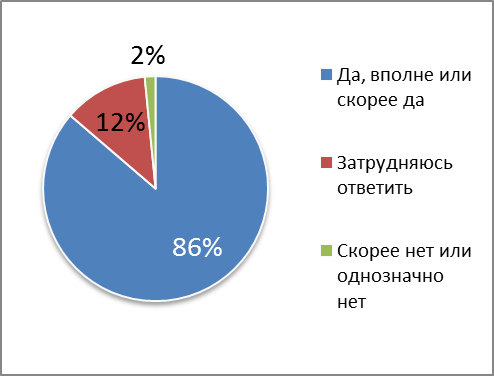 2%
12%
86%
Да, вполне или
скорее да
Затрудняюсь
ответить
Скорее нет или
однозначно
нет